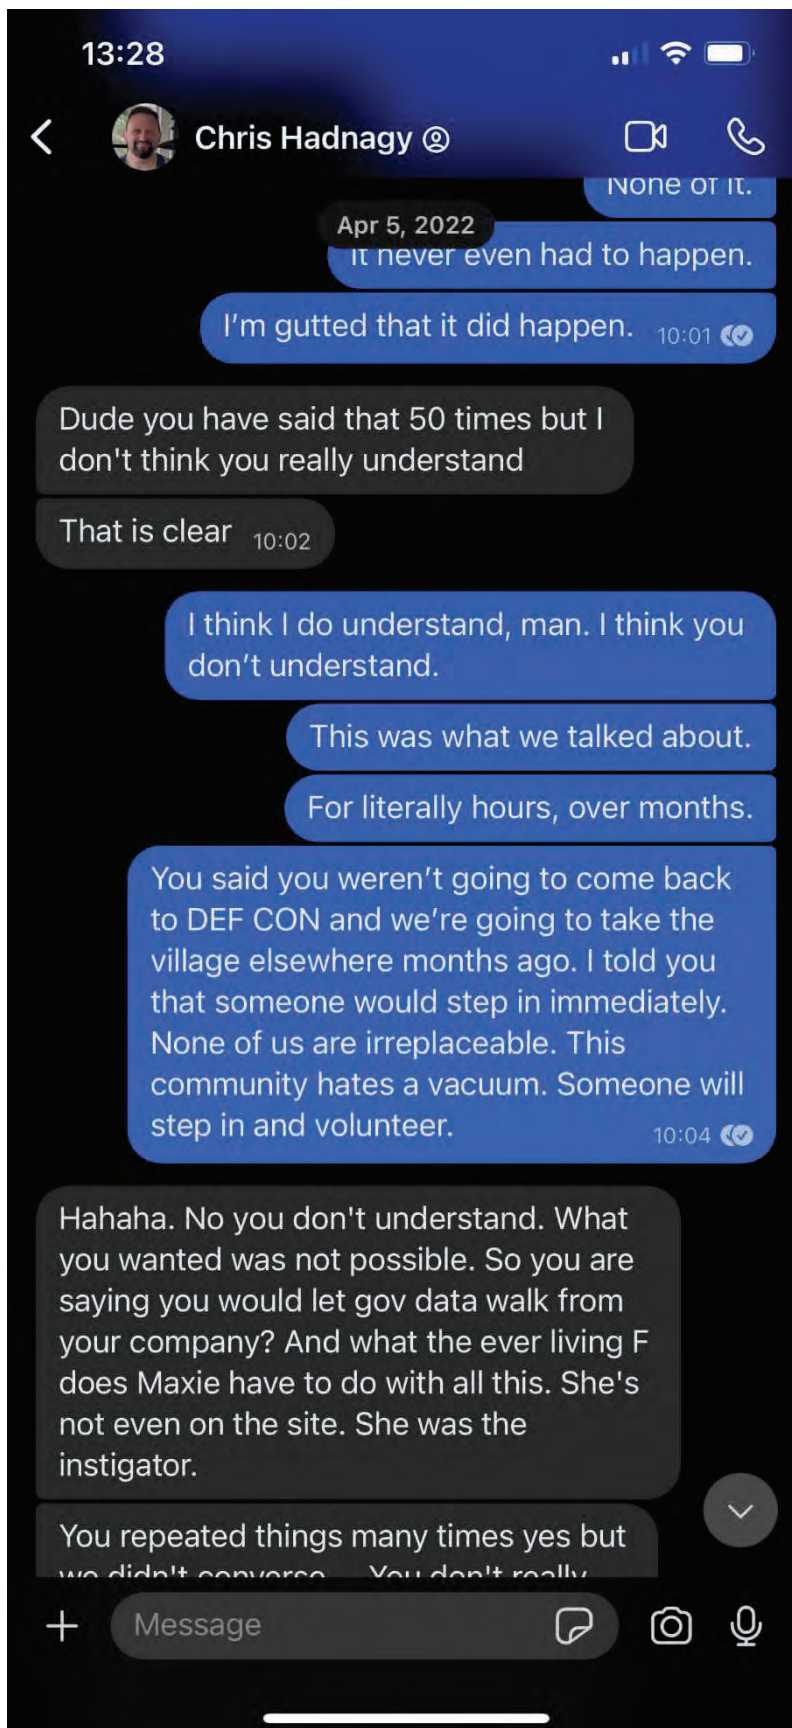 13:28
Chris Hadnagy
None of it.
Apr 5, 2022
It never even had to happen.
I'm gutted that it did happen. 10:01
Dude you have said that 50 times but I
don't think you really understand
That is clear 10:02
I think I do understand, man. I think you
don't understand.
This was what we talked about.
For literally hours, over months.
You said you weren't going to come back
to DEF CON and we're going to take the
village elsewhere months ago. I told you
that someone would step in immediately.
None of us are irreplaceable. This
community hates a vacuum. Someone will
step in and volunteer. 10:04
Hahaha. No you don't understand. What
you wanted was not possible. So you are
saying you would let gov data walk from
your company? And what the ever living F
does Maxie have to do with all this. She's
not even on the site. She was the
instigator.
You repeated things many times yes but
we didn't converse... You don't really
Message